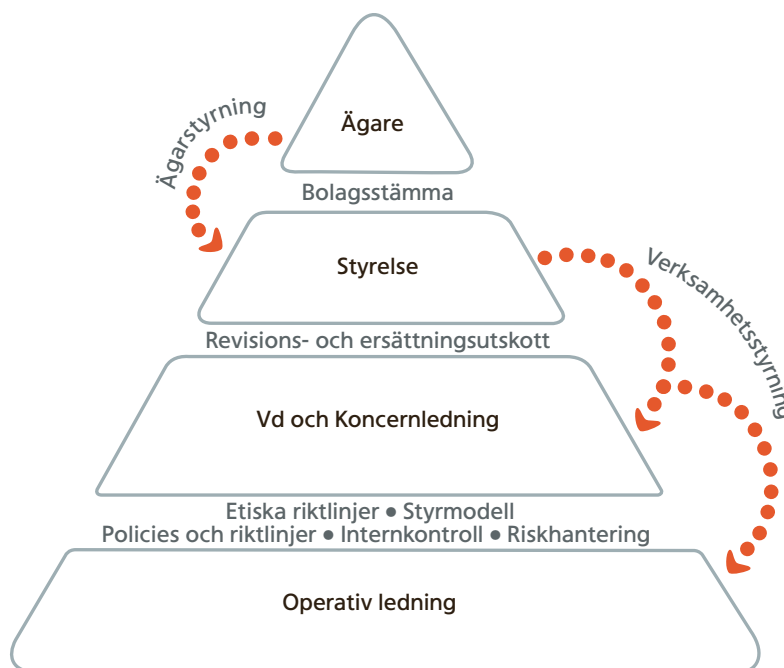 Ägarstyrning
Ägare
Bolagsstämma
Styrelse
Verksamhetsstyrning
Revisions- och ersättningsutskott
Vd och Koncernledning
Etiska riktlinjer • Styrmodell
Policies och riktlinjer • Internkontroll • Riskhantering
Operativ ledning